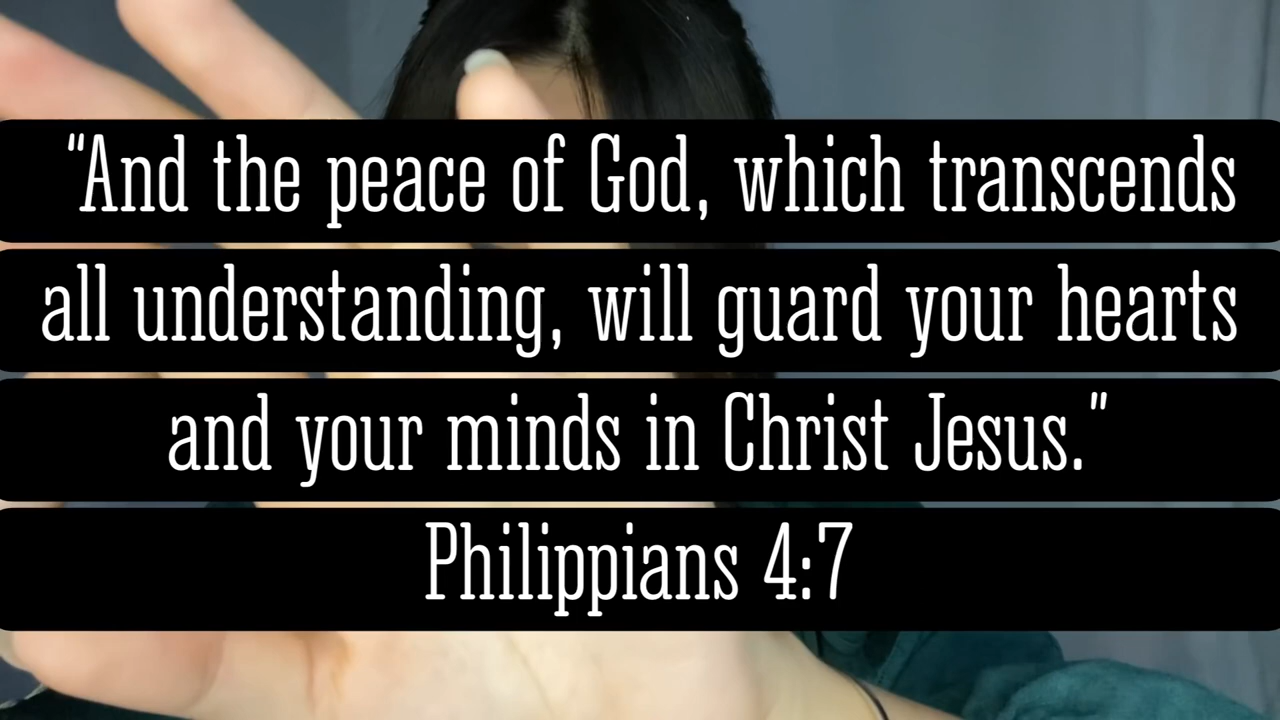 “And the peace of God, which transcends
all understanding, will guard your hearts
and your minds in Christ Jesus.”
Philippians 4:7